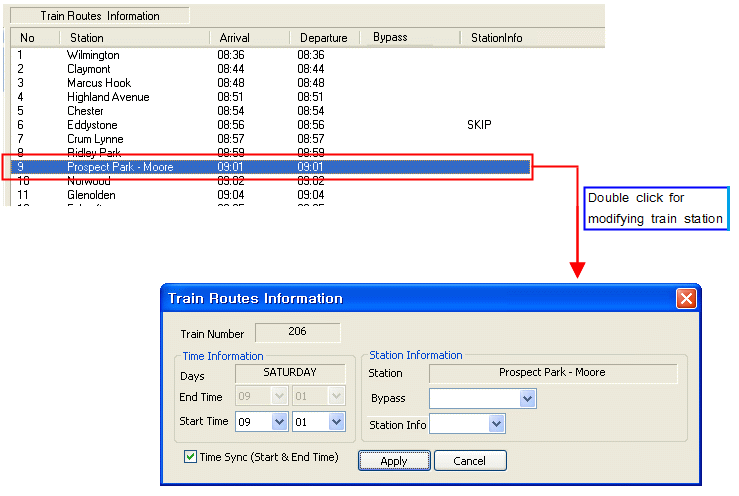 Train Routes Information
No Station Arrival Departure Bypass StationInfo
1 Wilmington 08:36 08:36
2 Claymont 08:44 08:44
3 Marcus Hook 08:48 08:48
4 Highland Avenue 08:51 08:51
5 Chester 08:54 08:54
6 Eddystone 08:56 08:56 SKIP
7 Crum Lynne 08:57 08:57
8 Ridley Park 08:59 08:59
9 Prospect Park - Moore 09:01 09:01
10 Norwood 09:02 09:02
11 Glenolden 09:04 09:04
Double click for
modifying train station
Train Routes Information
Train Number 206
Time Information
Days SATURDAY
End Time 09 01
Start Time 09 01
Station Information
Station Prospect Park - Moore
Bypass
Station Info
Time Sync (Start & End Time)
Apply Cancel